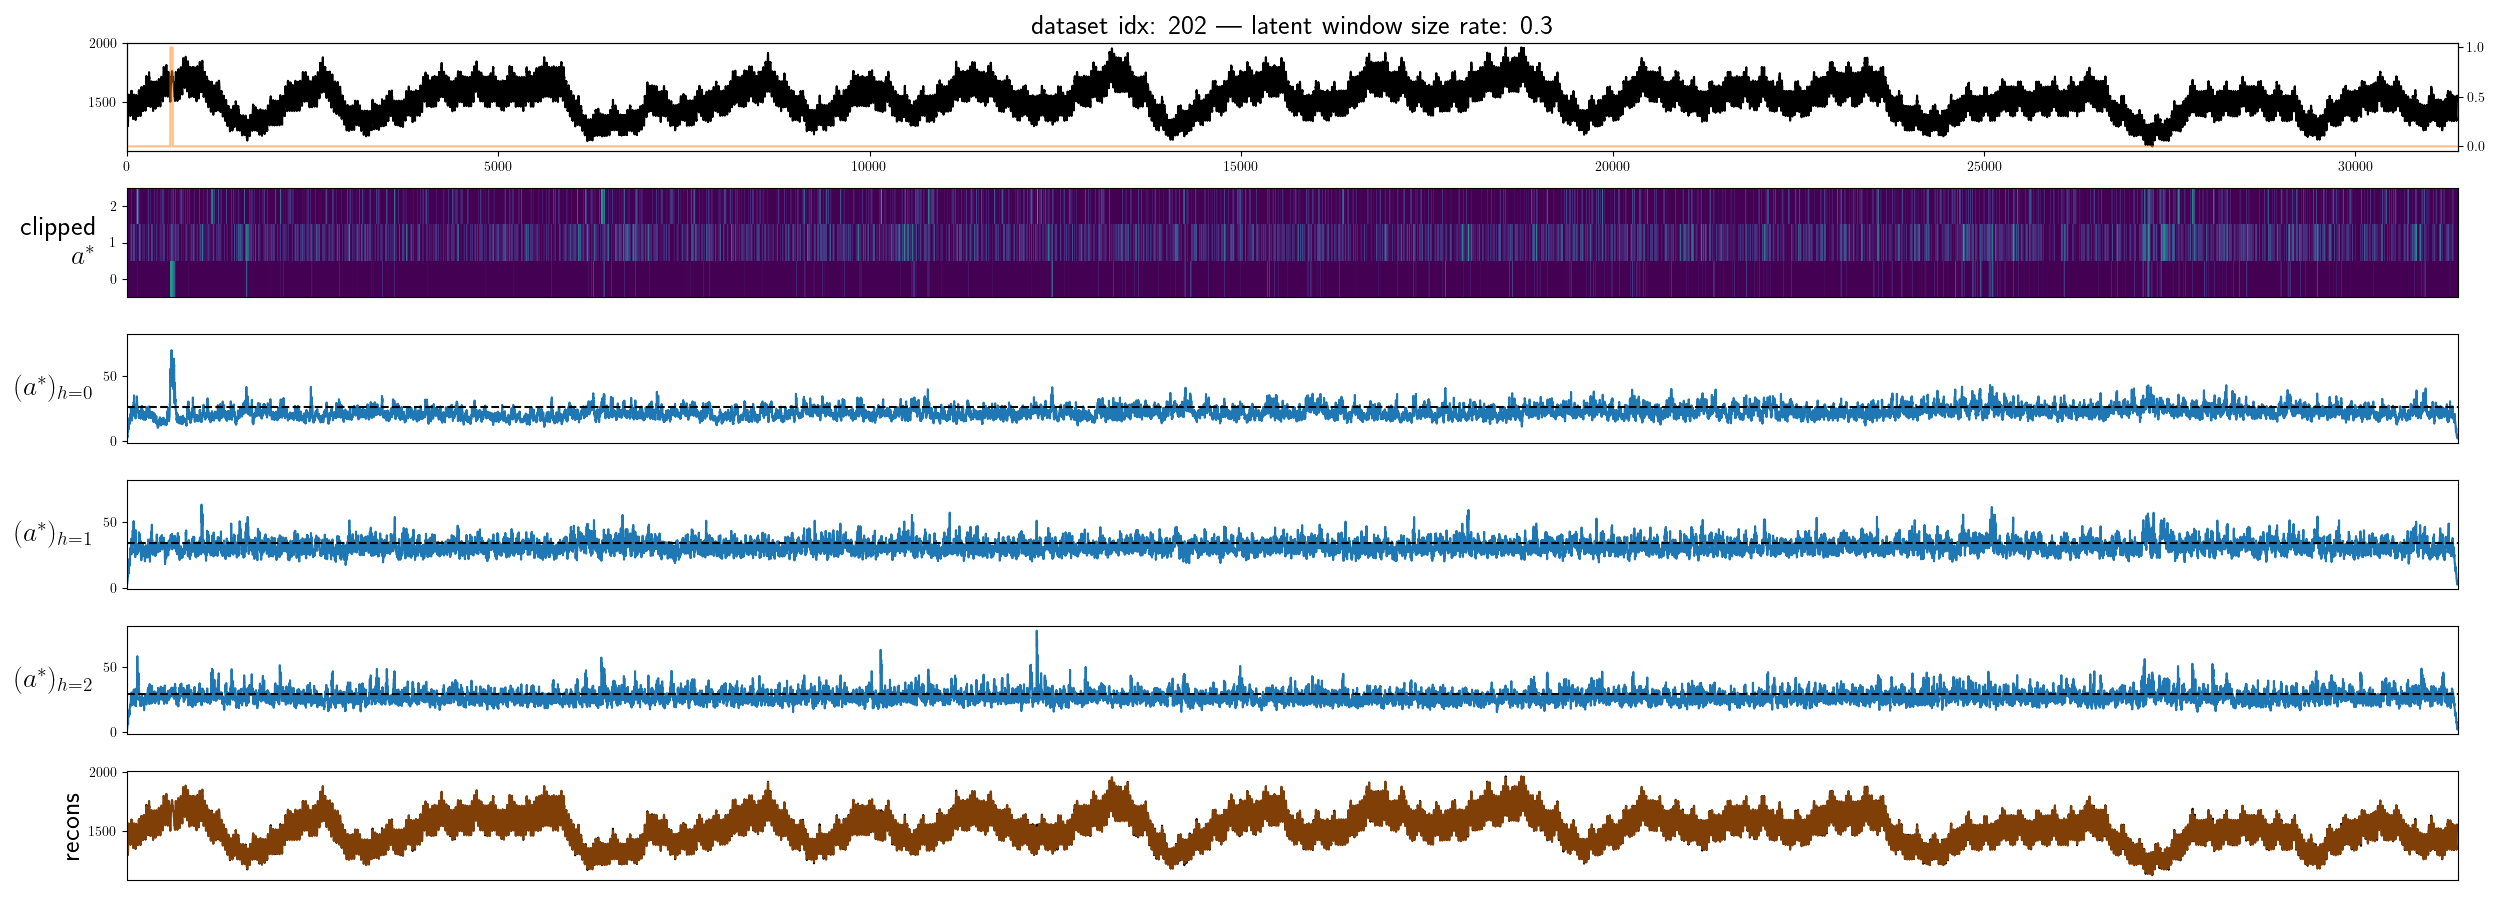 dataset idx: 202 — latent window size rate: 0.3
2000
1500
1.0
0.5
0.0
0 5000 10000 15000 20000 25000 30000
clipped
a*
2
1
0
(a*)h=0
50
0
(a*)h=1
50
0
(a*)h=2
50
0
recons
2000
1500